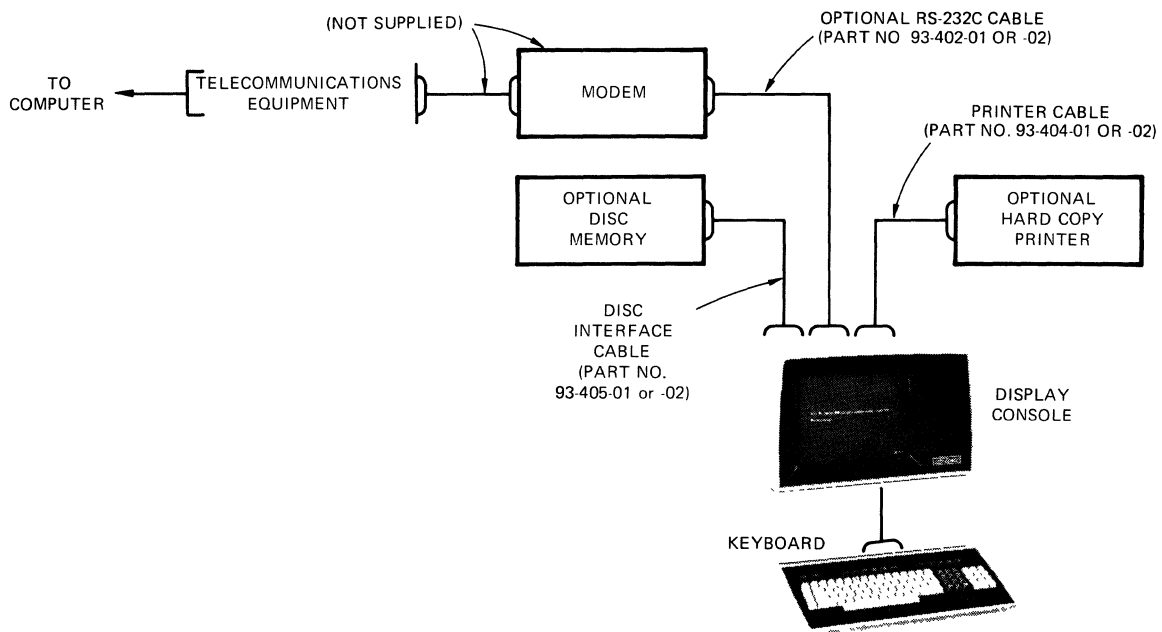 (NOT SUPPLIED)
OPTIONAL RS-232C CABLE
(PART NO 93-402-01 OR -02)
TO
COMPUTER
TELECOMMUNICATIONS
EQUIPMENT
MODEM
PRINTER CABLE
(PART NO. 93-404-01 OR -02)
OPTIONAL
DISC
MEMORY
OPTIONAL
HARD COPY
PRINTER
DISC
INTERFACE
CABLE
(PART NO.
93-405-01 or -02)
DISPLAY
CONSOLE
KEYBOARD